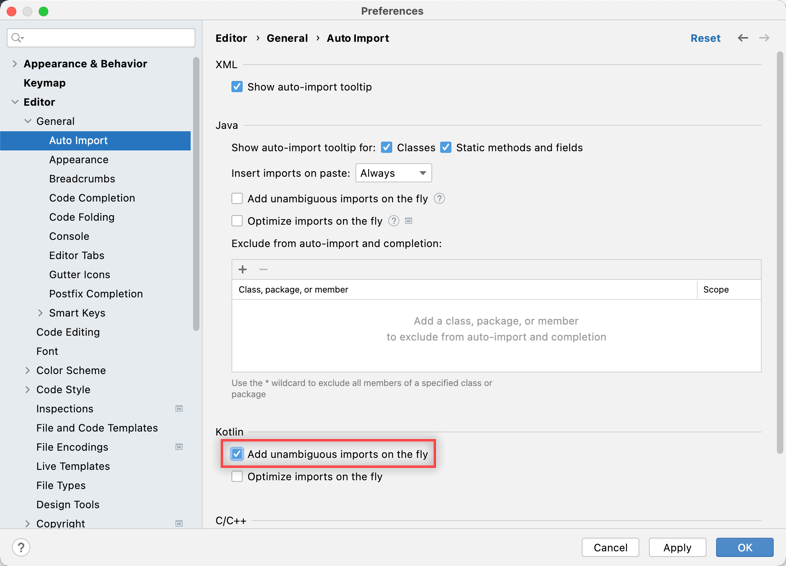 Preferences
Appearance & Behavior
Keymap
Editor
General
Auto Import
Appearance
Breadcrumbs
Code Completion
Code Folding
Console
Editor Tabs
Gutter Icons
Postfix Completion
Smart Keys
Code Editing
Font
Color Scheme
Code Style
Inspections
File and Code Templates
File Encodings
Live Templates
File Types
Design Tools
Copyright
Editor › General › Auto Import
Reset
XML
Show auto-import tooltip
Java
Show auto-import tooltip for: Classes Static methods and fields
Insert imports on paste: Always
Add unambiguous imports on the fly ?
Optimize imports on the fly ?
Exclude from auto-import and completion:
+ −
Class, package, or member Scope
Add a class, package, or member
to exclude from auto-import and completion
Use the * wildcard to exclude all members of a specified class or
package
Kotlin
Add unambiguous imports on the fly
Optimize imports on the fly
C/C++
? Cancel Apply OK